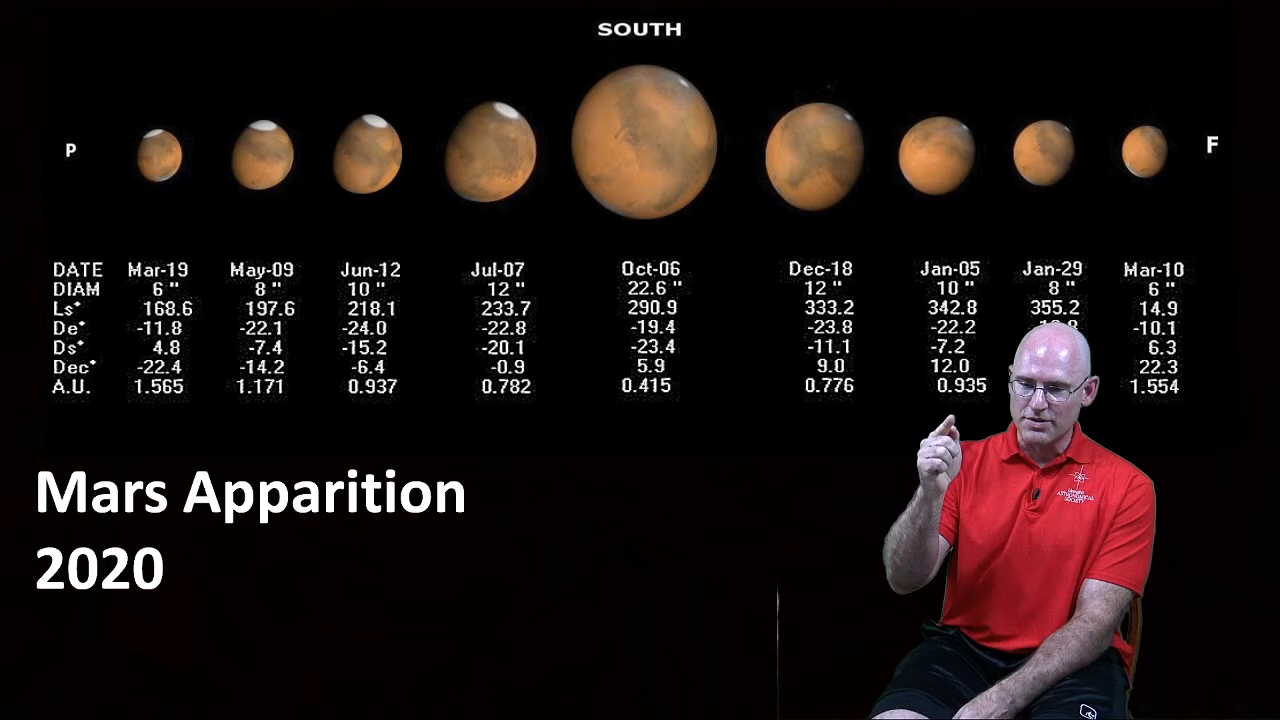 SOUTH
P F
DATE Mar-19 May-09 Jun-12 Jul-07 Oct-06 Dec-18 Jan-05 Jan-29 Mar-10
DIAM 6 " 8 " 10 " 12 " 22.6 " 12 " 10 " 8 " 6 "
Ls* 168.6 197.6 218.1 233.7 290.9 333.2 342.8 355.2 14.9
De* -11.8 -22.1 -24.0 -22.8 -19.4 -23.8 -22.2 -10.1
Ds* 4.8 -7.4 -15.2 -20.1 -23.4 -11.1 -7.2 6.3
Dec* -22.4 -14.2 -6.4 -0.9 5.9 9.0 12.0 22.3
A.U. 1.565 1.171 0.937 0.782 0.415 0.776 0.935 1.554
ASTRONOMICAL
SOCIETY
Mars Apparition
2020